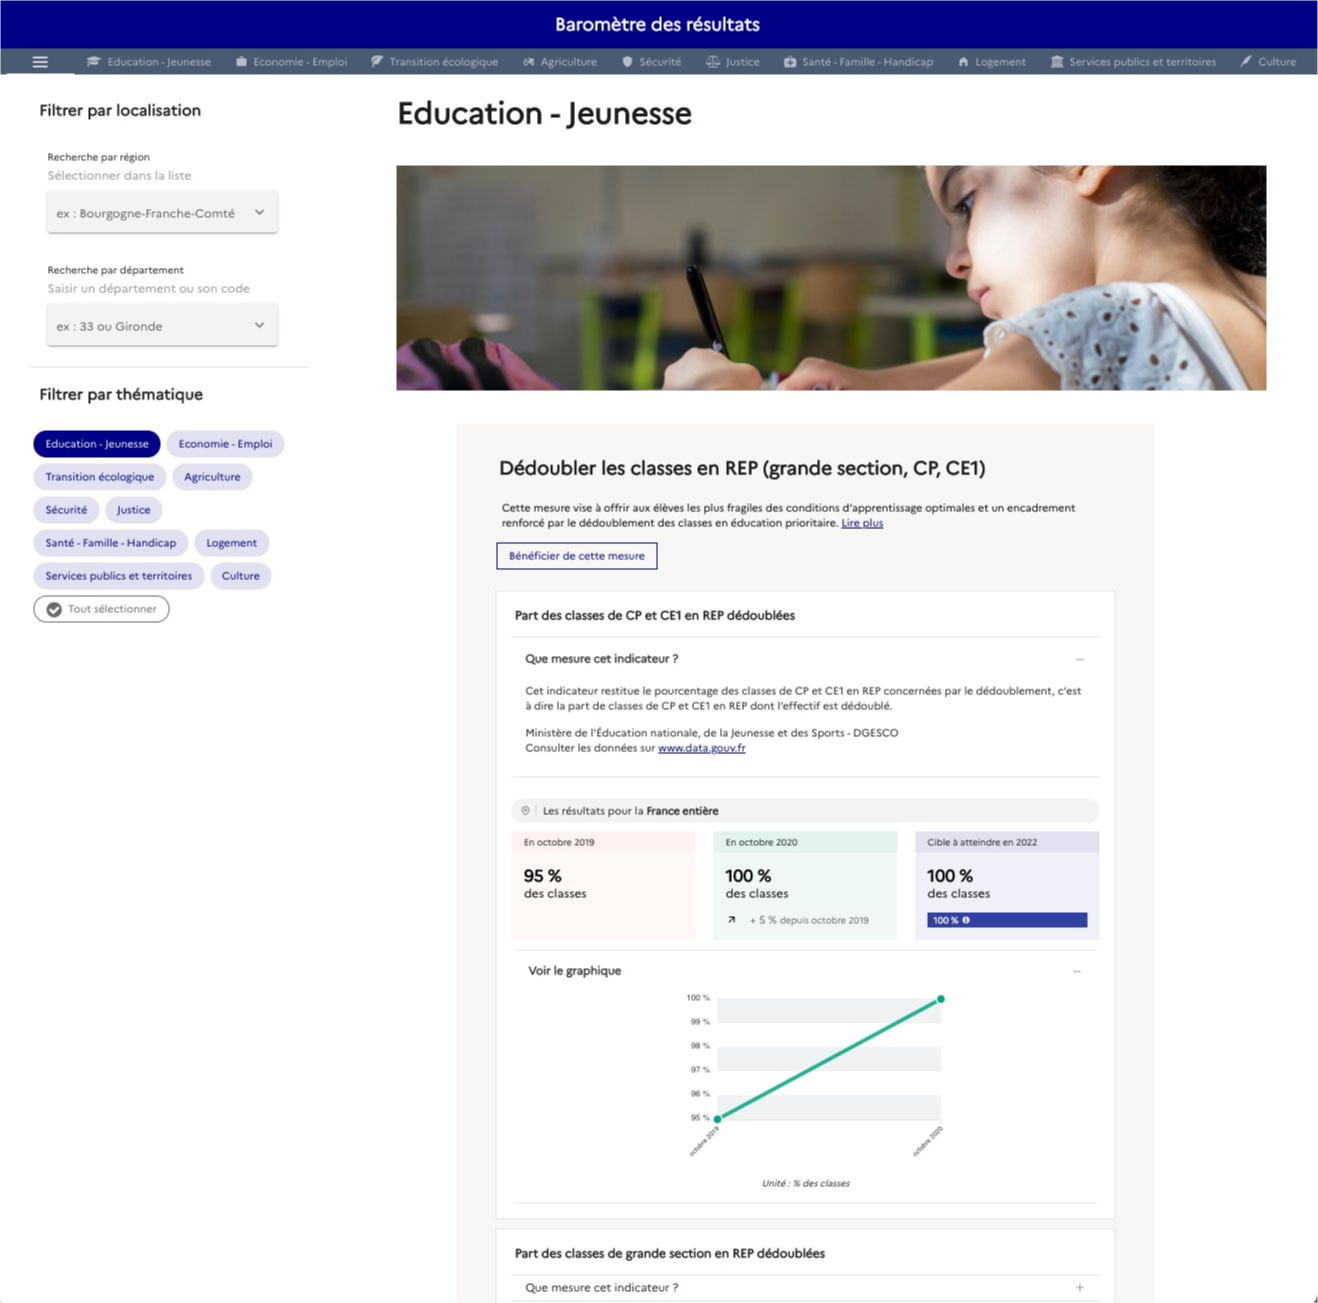 Baromètre des résultats
Education - Jeunesse
Economie - Emploi
Transition écologique
Agriculture
Sécurité
Justice
Santé - Famille - Handicap
Logement
Services publics et territoires
Culture
Filtrer par localisation
Recherche par région
Sélectionner dans la liste
ex : Bourgogne-Franche-Comté
Recherche par département
Saisir un département ou son code
ex : 33 ou Gironde
Filtrer par thématique
Education - Jeunesse
Economie - Emploi
Transition écologique
Agriculture
Sécurité
Justice
Santé - Famille - Handicap
Logement
Services publics et territoires
Culture
Tout sélectionner
Education - Jeunesse
Dédoubler les classes en REP (grande section, CP, CE1)
Cette mesure vise à offrir aux élèves les plus fragiles des conditions d'apprentissage optimales et un encadrement
renforcé par le dédoublement des classes en éducation prioritaire. Lire plus
Bénéficier de cette mesure
Part des classes de CP et CE1 en REP dédoublées
Que mesure cet indicateur ?
Cet indicateur restitue le pourcentage des classes de CP et CE1 en REP concernées par le dédoublement, c'est
à dire la part de classes de CP et CE1 en REP dont l'effectif est dédoublé.
Ministère de l'Éducation nationale, de la Jeunesse et des Sports - DGESCO
Consulter les données sur www.data.gouv.fr
Les résultats pour la France entière
En octobre 2019
95 %
des classes
En octobre 2020
100 %
des classes
+ 5 % depuis octobre 2019
Cible à atteindre en 2022
100 %
des classes
100 %
Voir le graphique
100 %
99 %
98 %
97 %
96 %
95 %
octobre 2019
octobre 2020
Unité : % des classes
Part des classes de grande section en REP dédoublées
Que mesure cet indicateur ?